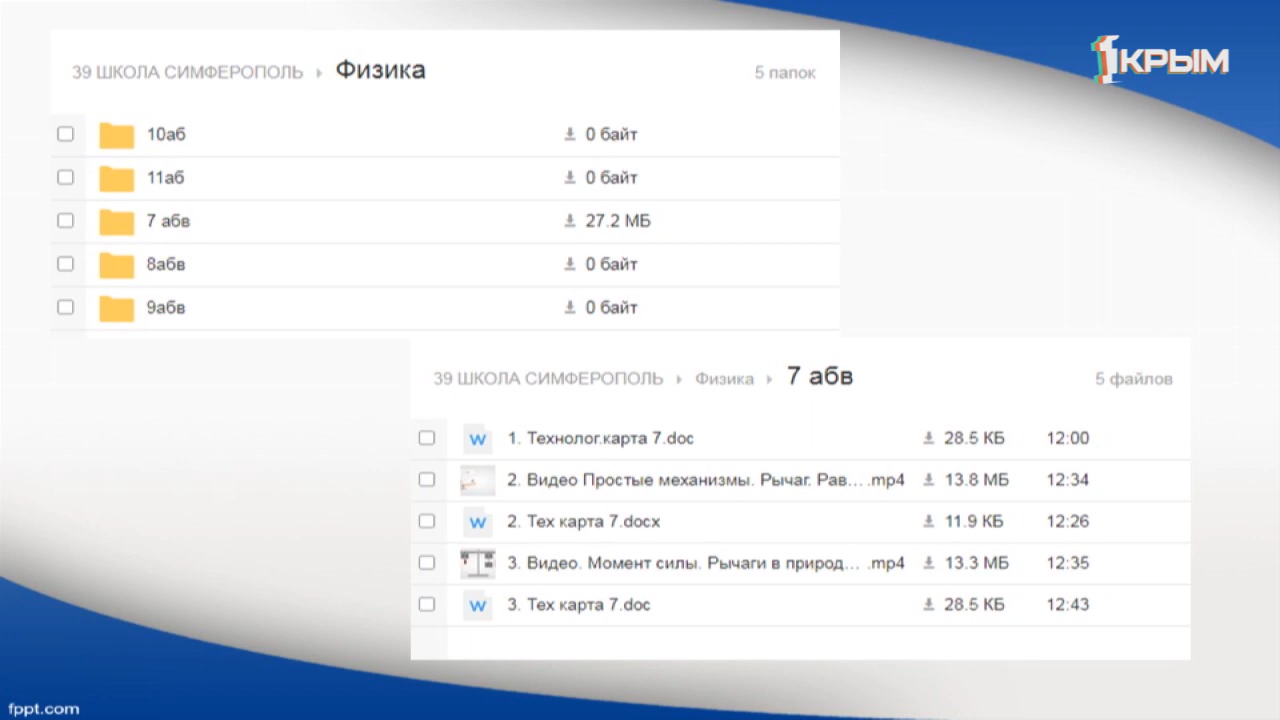 1КРЫМ
39 ШКОЛА СИМФЕРОПОЛЬ Физика 5 папок
10аб 0 байт
11аб 0 байт
7 абв 27.2 МБ
8абв 0 байт
9абв 0 байт
39 ШКОЛА СИМФЕРОПОЛЬ Физика 7 абв 5 файлов
1. Технолог.карта 7.doc 28.5 КБ 12:00
2. Видео Простые механизмы. Рычаг. Рав... .mp4 13.8 МБ 12:34
2. Тех карта 7.docx 11.9 КБ 12:26
3. Видео. Момент силы. Рычаги в природ... .mp4 13.3 МБ 12:35
3. Тех карта 7.doc 28.5 КБ 12:43
fppt.com